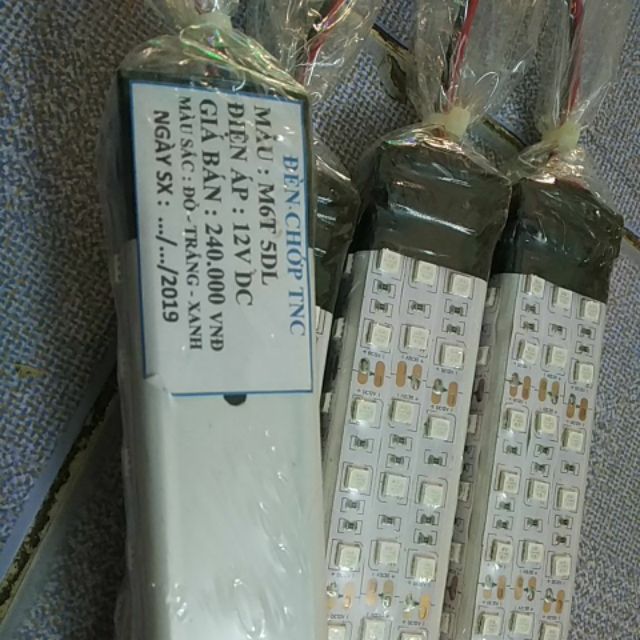 ĐÈN CHỚP TNC
MẪU : M6T 5DL
ĐIỆN ÁP : 12V DC
GIÁ BÁN : 240.000 VNĐ
MÀU SẮC : ĐỎ - TRẮNG - XANH
NGÀY SX : .../.../2019